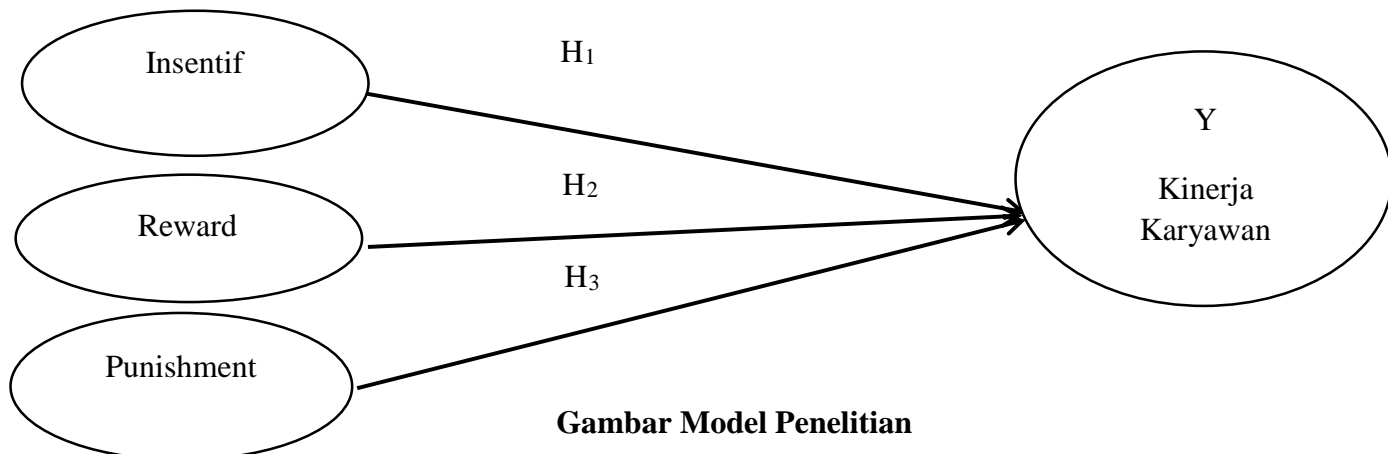 Insentif
H₁
Y
Kinerja
Karyawan
H₂
Reward
H₃
Punishment
Gambar Model Penelitian